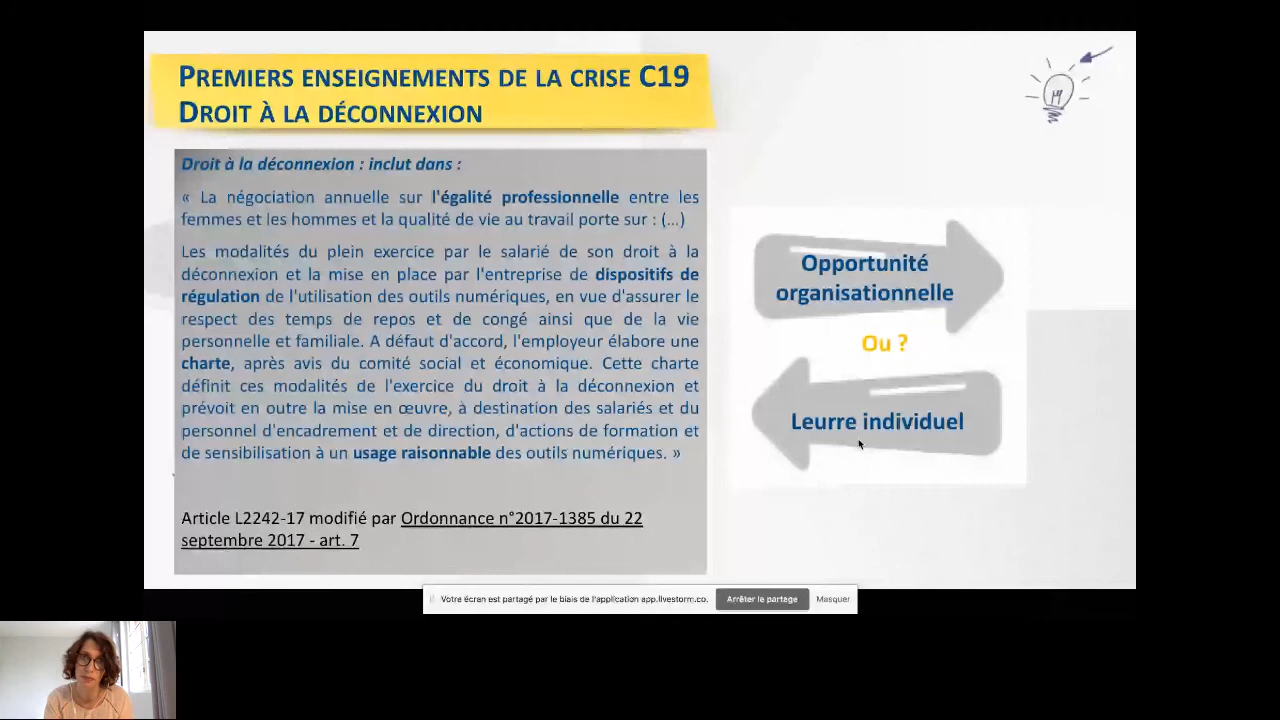 PREMIERS ENSEIGNEMENTS DE LA CRISE C19
DROIT À LA DÉCONNEXION
Droit à la déconnexion : inclut dans :
« La négociation annuelle sur l'égalité professionnelle entre les
femmes et les hommes et la qualité de vie au travail porte sur : (...)
Les modalités du plein exercice par le salarié de son droit à la
déconnexion et la mise en place par l'entreprise de dispositifs de
régulation de l'utilisation des outils numériques, en vue d'assurer le
respect des temps de repos et de congé ainsi que de la vie
personnelle et familiale. A défaut d'accord, l'employeur élabore une
charte, après avis du comité social et économique. Cette charte
définit ces modalités de l'exercice du droit à la déconnexion et
prévoit en outre la mise en œuvre, à destination des salariés et du
personnel d'encadrement et de direction, d'actions de formation et
de sensibilisation à un usage raisonnable des outils numériques. »
Article L2242-17 modifié par Ordonnance n°2017-1385 du 22
septembre 2017 - art. 7
Opportunité
organisationnelle
Ou ?
Leurre individuel
Votre écran est partagé par le biais de l'application app.livestorm.co.
Arrêter le partage
Masquer